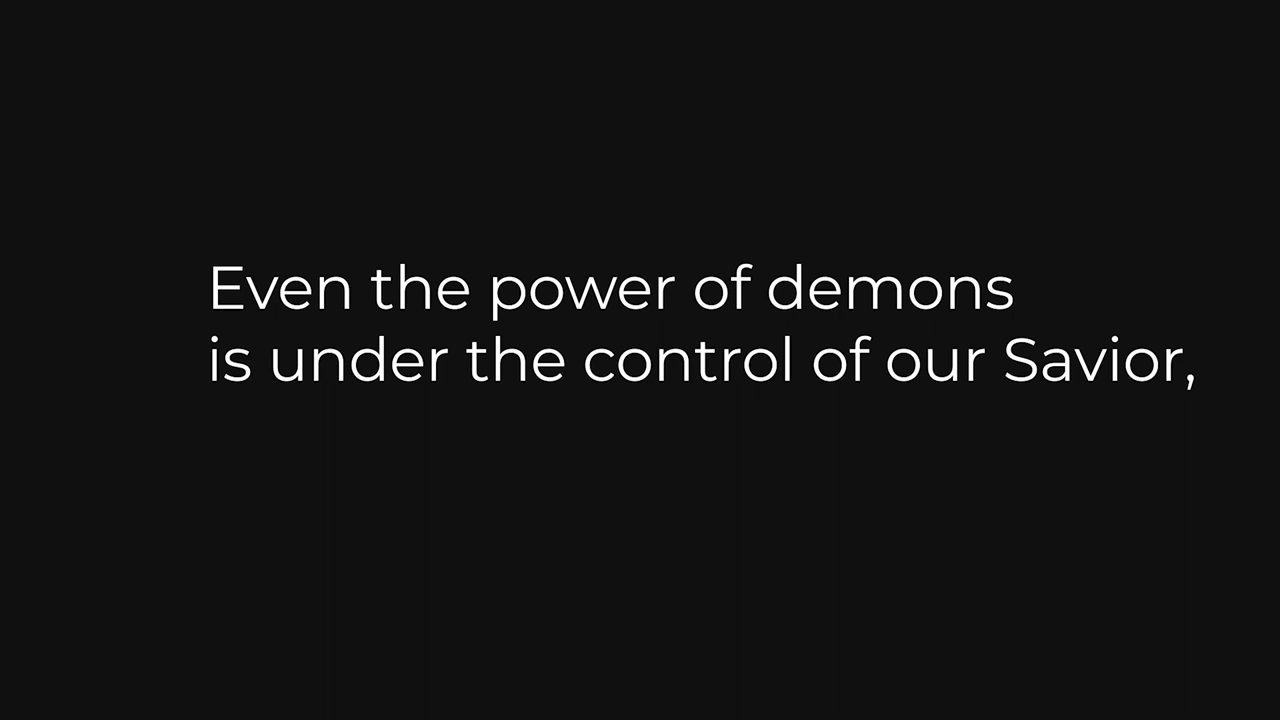 Even the power of demons
is under the control of our Savior,